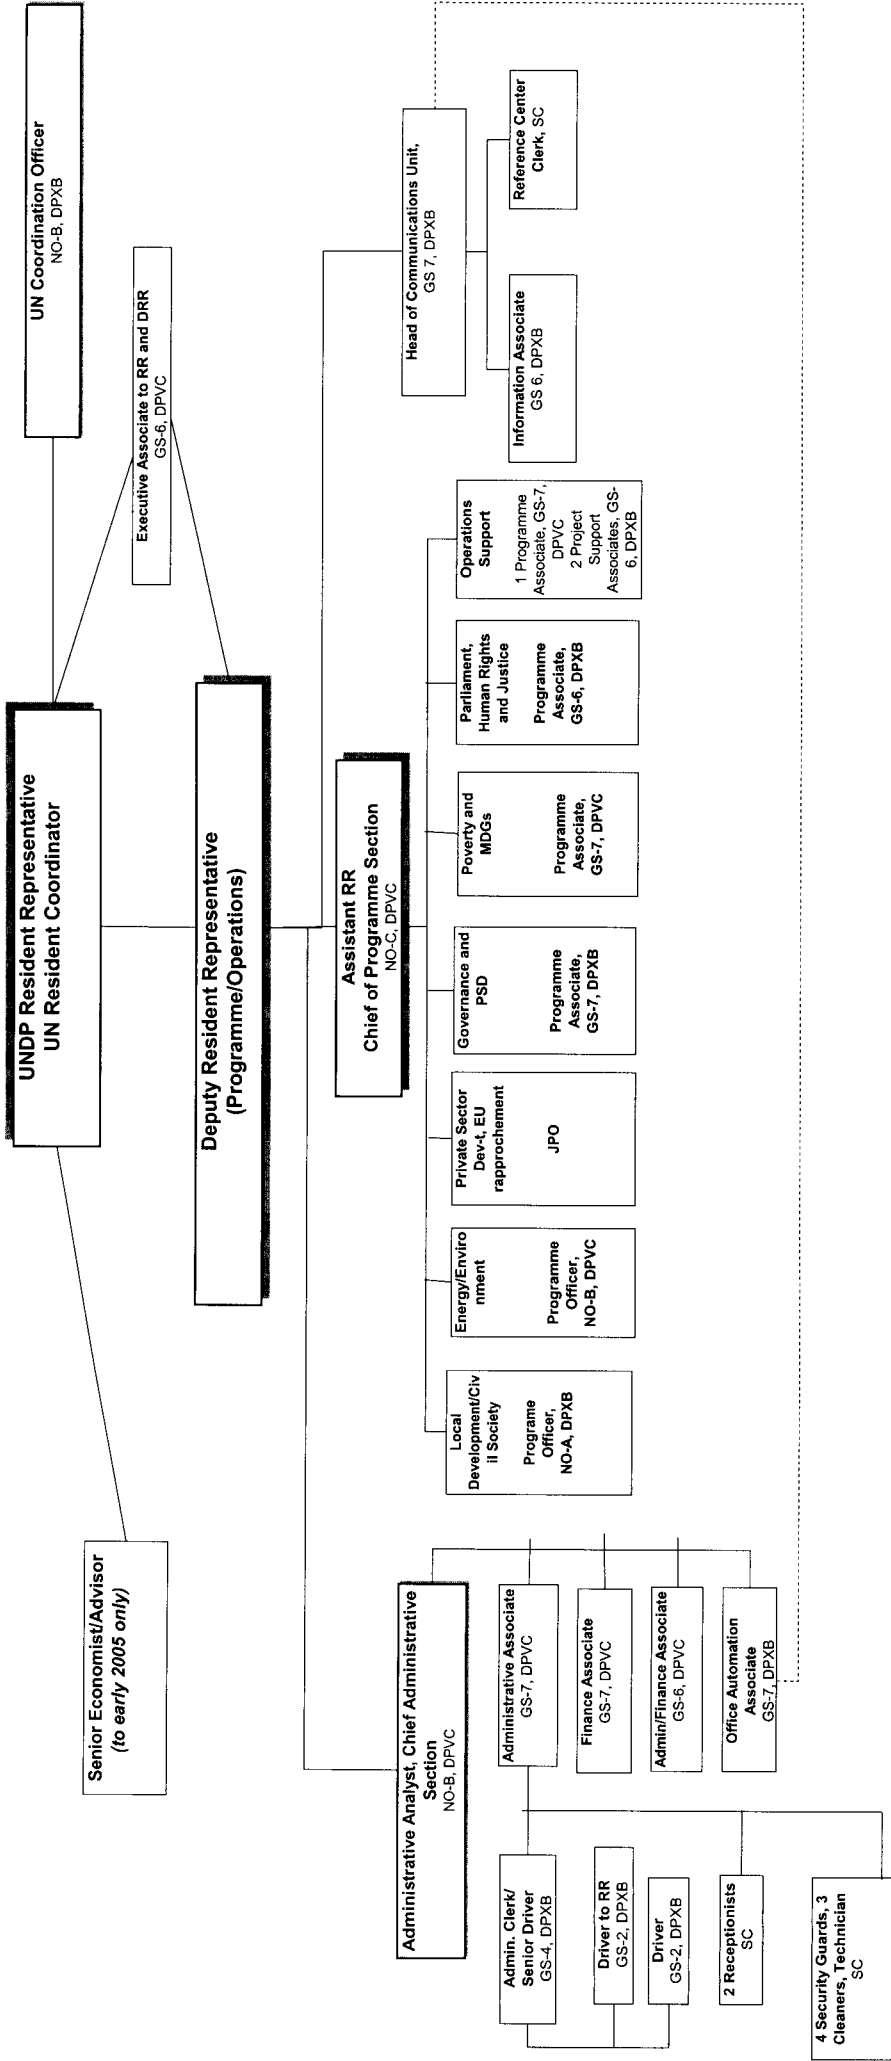 UNDP Resident Representative
UN Resident Coordinator
UN Coordination Officer
NO-B, DPXB
Senior Economist/Advisor
(to early 2005 only)
Executive Associate to RR and DRR
GS-6, DPVC
Deputy Resident Representative
(Programme/Operations)
Assistant RR
Chief of Programme Section
NO-C, DPVC
Administrative Analyst, Chief Administrative
Section
NO-B, DPVC
Head of Communications Unit,
GS 7, DPXB
Administrative Associate
GS-7, DPVC
Finance Associate
GS-7, DPVC
Admin/Finance Associate
GS-6, DPVC
Office Automation
Associate
GS-7, DPXB
Admin. Clerk/
Senior Driver
GS-4, DPXB
Driver to RR
GS-2, DPXB
Driver
GS-2, DPXB
2 Receptionists
SC
4 Security Guards, 3
Cleaners, Technician
SC
Local
Development/Civ
il Society
Programe
Officer,
NO-A, DPXB
Energy/Enviro
nment
Programme
Officer,
NO-B, DPVC
Private Sector
Dev-t, EU
rapprochement
JPO
Governance and
PSD
Programme
Associate,
GS-7, DPXB
Poverty and
MDGs
Programme
Associate,
GS-7, DPVC
Parliament,
Human Rights
and Justice
Programme
Associate,
GS-6, DPXB
Operations
Support
1 Programme
Associate, GS-7,
DPVC
2 Project
Support
Associates, GS-
6, DPXB
Information Associate
GS 6, DPXB
Reference Center
Clerk, SC